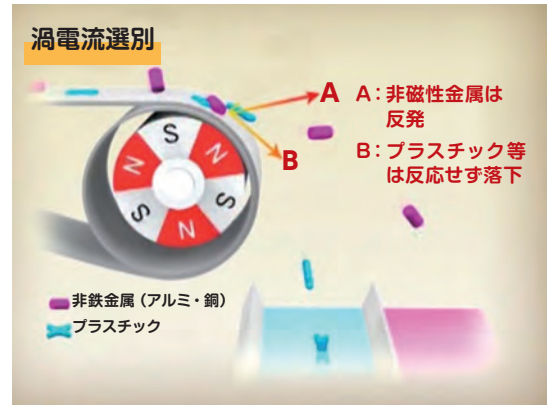 渦電流選別
A
B
A：非磁性金属は
反発
B：プラスチック等
は反応せず落下
S
N
N
S
S
N
非鉄金属（アルミ・銅）
プラスチック